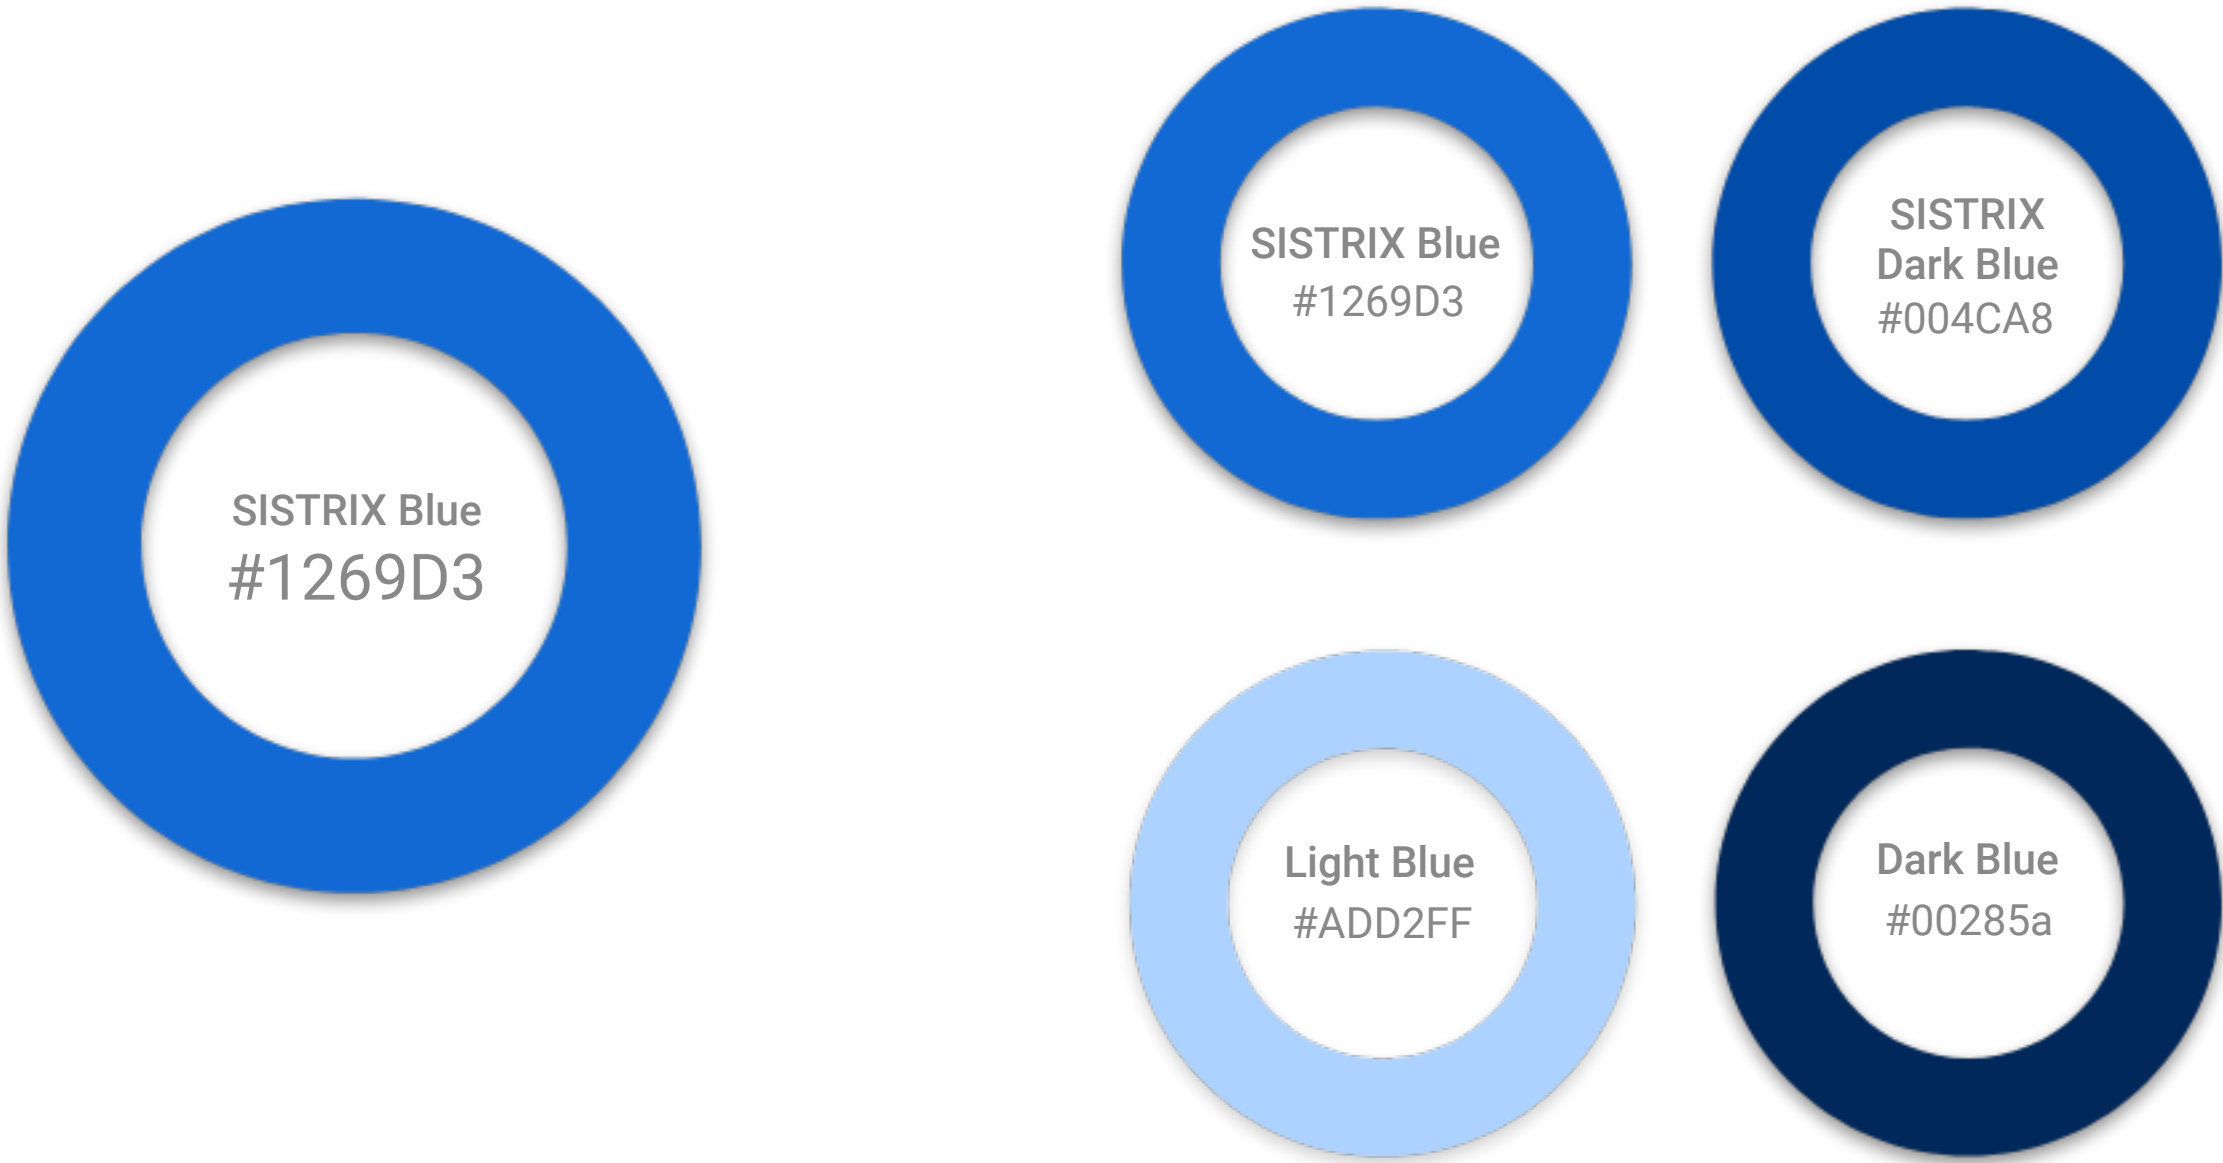 SISTRIX Blue
#1269D3
SISTRIX Blue
#1269D3
SISTRIX
Dark Blue
#004CA8
Light Blue
#ADD2FF
Dark Blue
#00285a